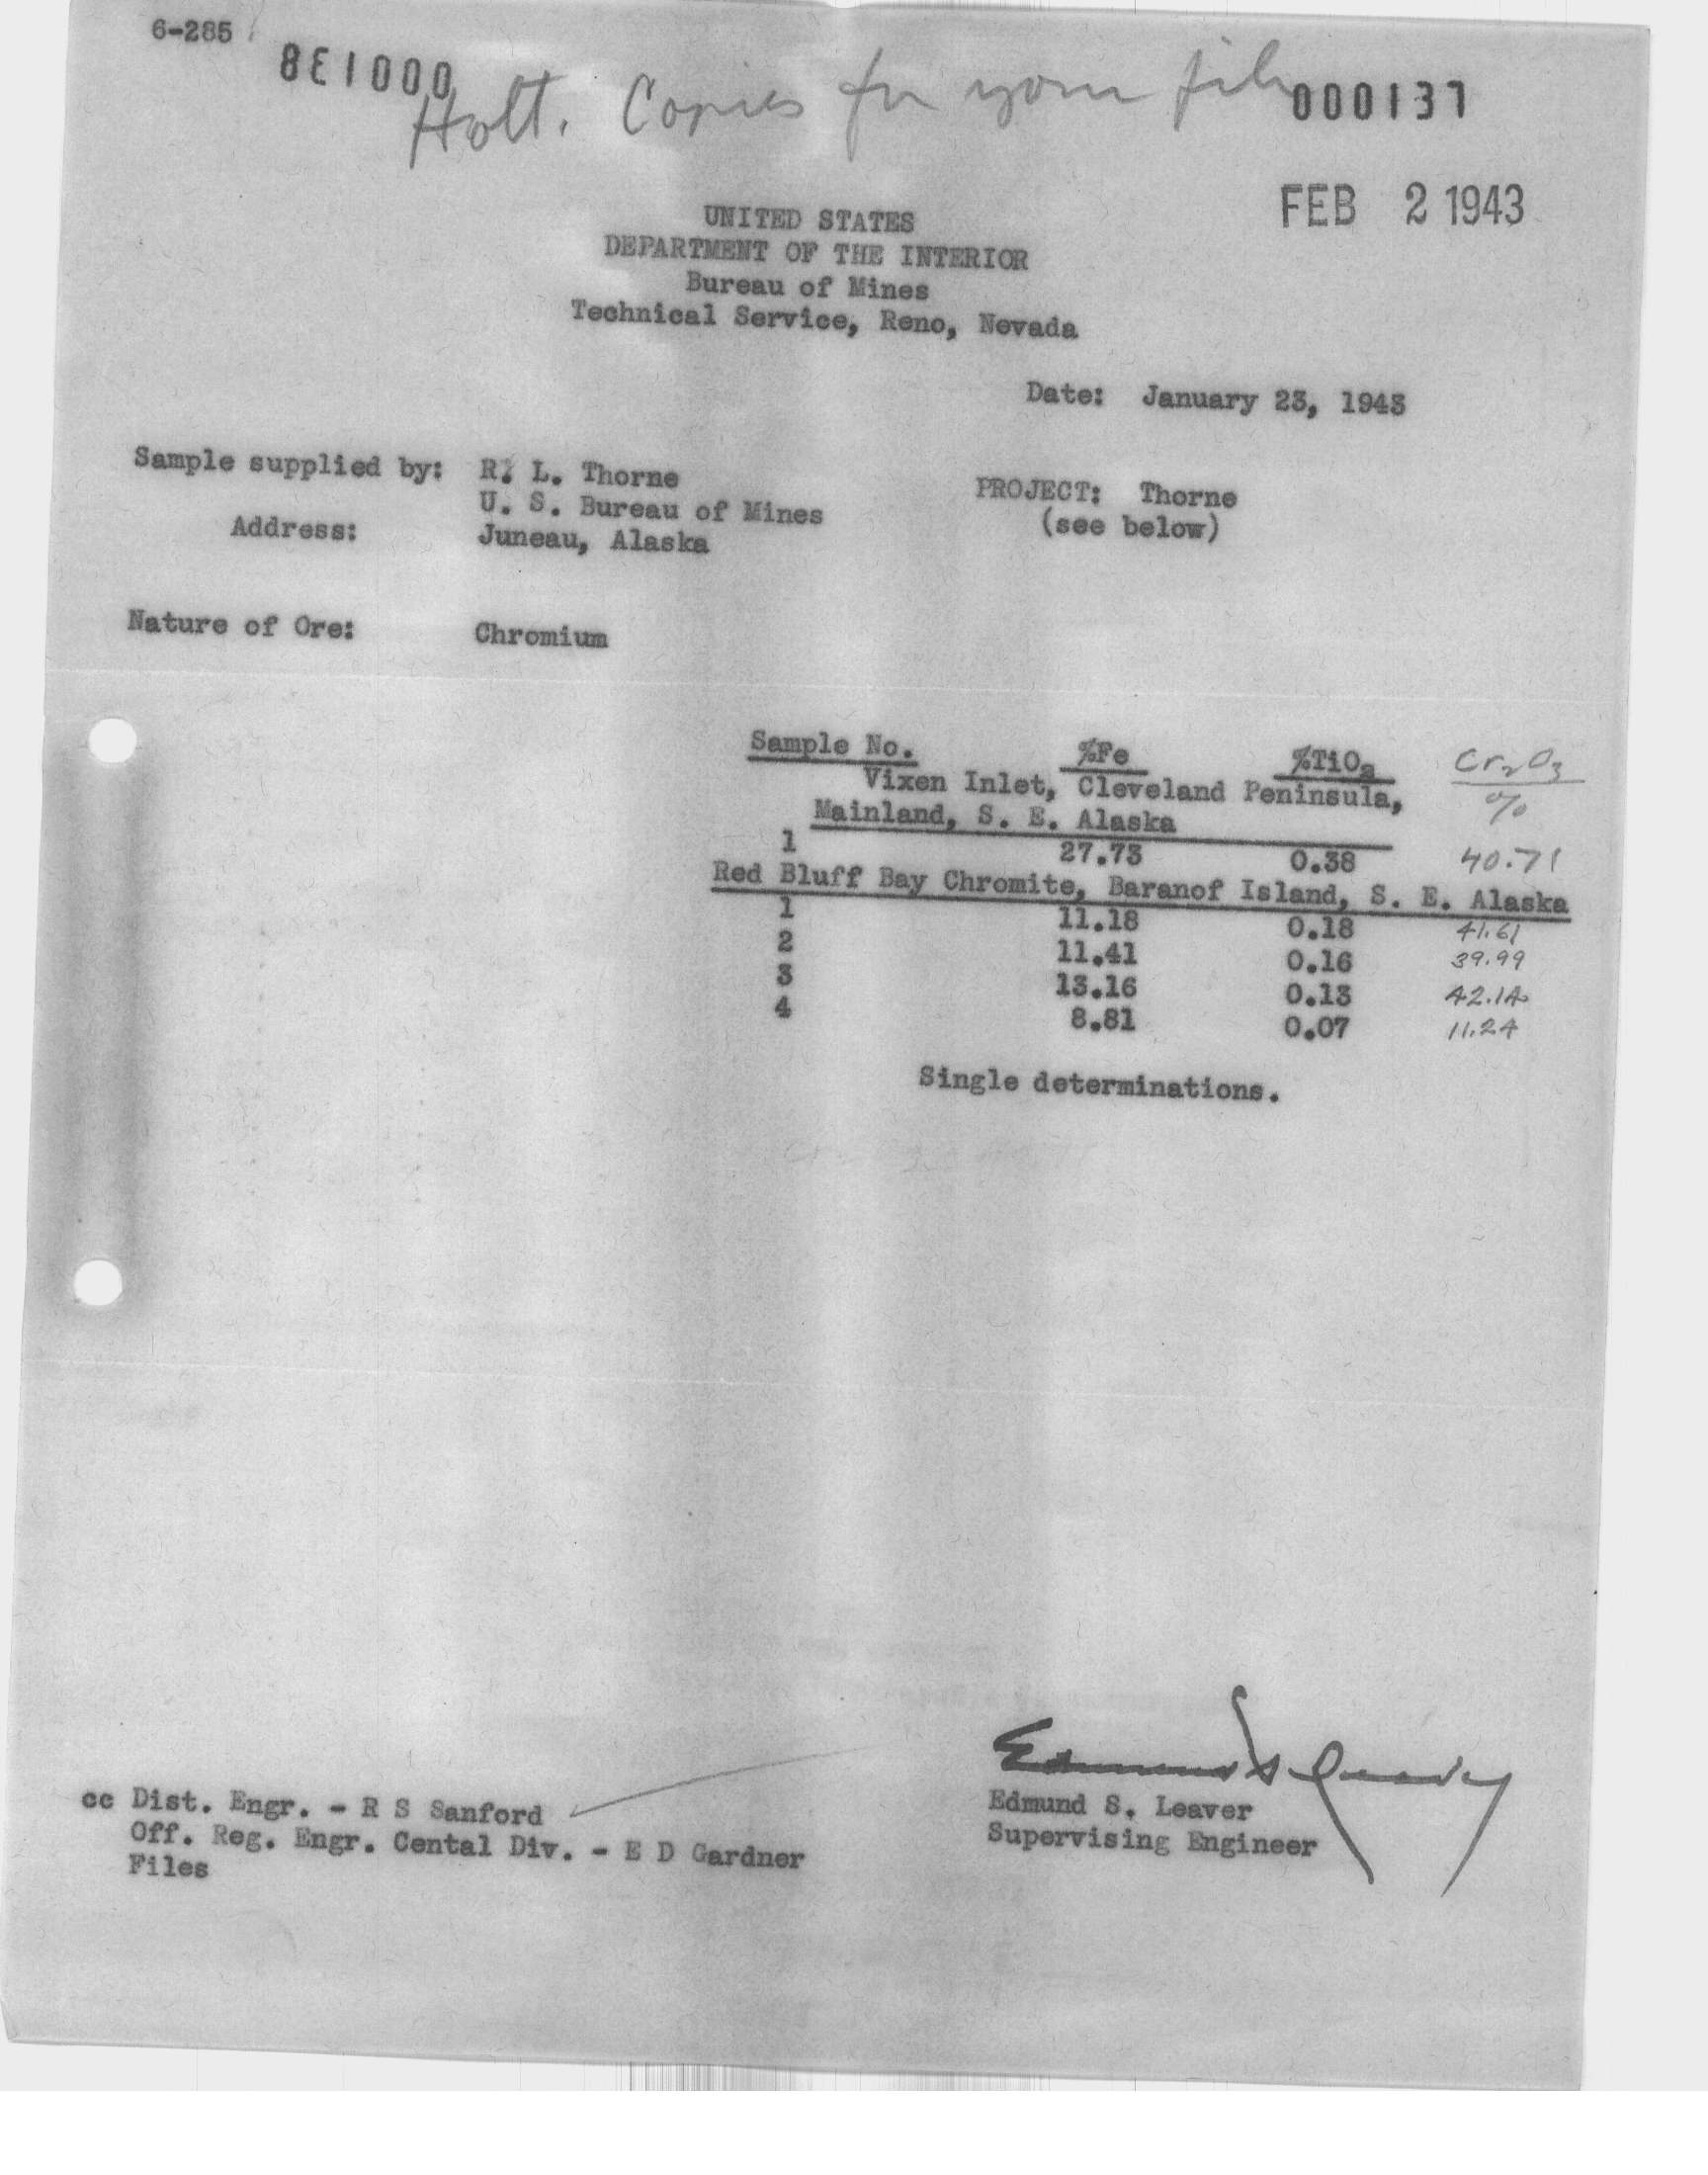 6-285
8E1000
000137
Holt. Copies for your file
FEB 2 1943
UNITED STATES
DEPARTMENT OF THE INTERIOR
Bureau of Mines
Technical Service, Reno, Nevada
Date: January 23, 1943
Sample supplied by: R. L. Thorne
U. S. Bureau of Mines
Address: Juneau, Alaska
PROJECT: Thorne
(see below)
Nature of Ore: Chromium
Sample No. %Fe %TiO2 Cr2O3 %
Vixen Inlet, Cleveland Peninsula,
Mainland, S. E. Alaska
1 27.73 0.38 40.71
Red Bluff Bay Chromite, Baranof Island, S. E. Alaska
1 11.18 0.18 41.61
2 11.41 0.16 39.99
3 13.16 0.13 42.14
4 8.81 0.07 11.24
Single determinations.
Edmund S. Leaver
Edmund S. Leaver
Supervising Engineer
cc Dist. Engr. - R S Sanford
Off. Reg. Engr. Cental Div. - E D Gardner
Files